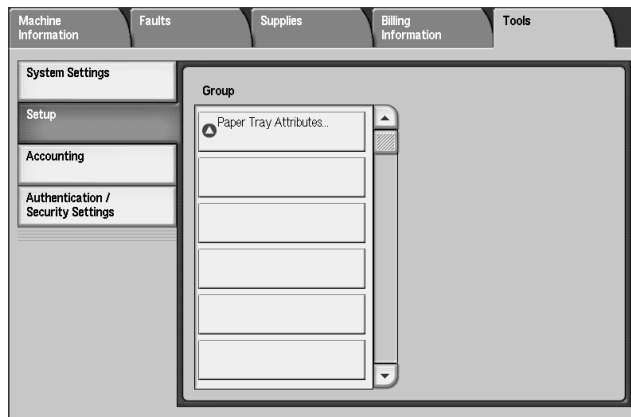 Machine
Information
Faults
Supplies
Billing
Information
Tools
System Settings
Setup
Accounting
Authentication /
Security Settings
Group
Paper Tray Attributes...